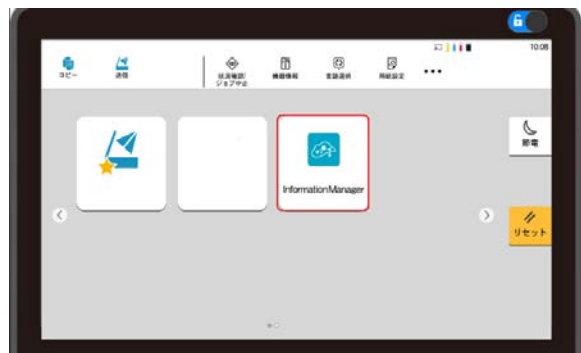 10:08
コピー
送信
状況確認/
ジョブ中止
機器情報
言語選択
用紙設定
InformationManager
節電
リセット